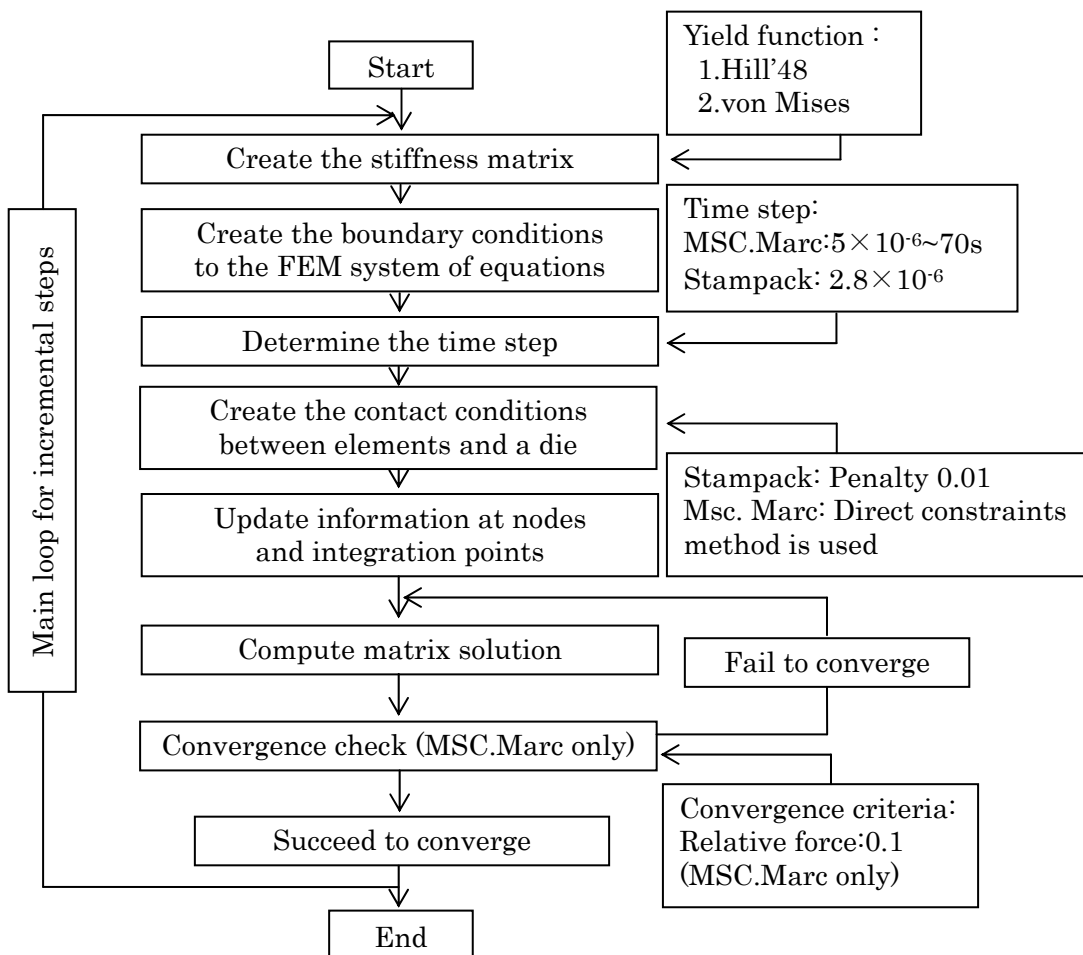 Start
Yield function :
1.Hill’48
2.von Mises
Create the stiffness matrix
Create the boundary conditions
to the FEM system of equations
Time step:
MSC.Marc:5×10⁻⁶~70s
Stampack: 2.8×10⁻⁶
Determine the time step
Create the contact conditions
between elements and a die
Stampack: Penalty 0.01
Msc. Marc: Direct constraints
method is used
Update information at nodes
and integration points
Main loop for incremental steps
Compute matrix solution
Fail to converge
Convergence check (MSC.Marc only)
Convergence criteria:
Relative force:0.1
(MSC.Marc only)
Succeed to converge
End